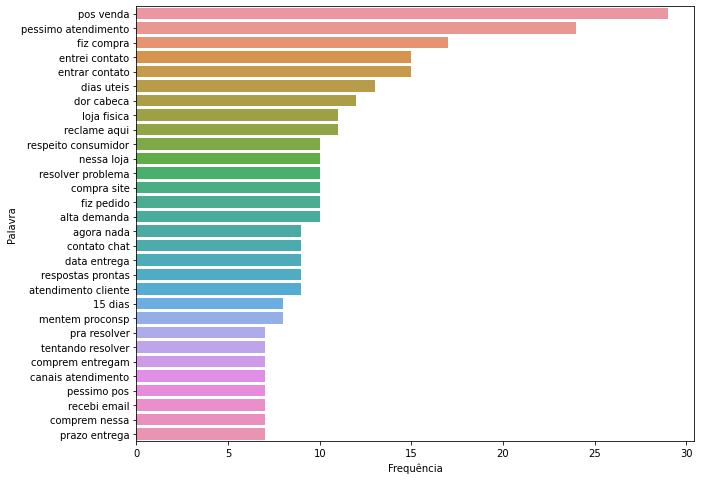 pos venda
pessimo atendimento
fiz compra
entrei contato
entrar contato
dias uteis
dor cabeca
loja fisica
reclame aqui
respeito consumidor
nessa loja
resolver problema
compra site
fiz pedido
alta demanda
agora nada
contato chat
data entrega
respostas prontas
atendimento cliente
15 dias
mentem proconsp
pra resolver
tentando resolver
comprem entregam
canais atendimento
pessimo pos
recebi email
comprem nessa
prazo entrega
Palavra
0 5 10 15 20 25 30
Frequência